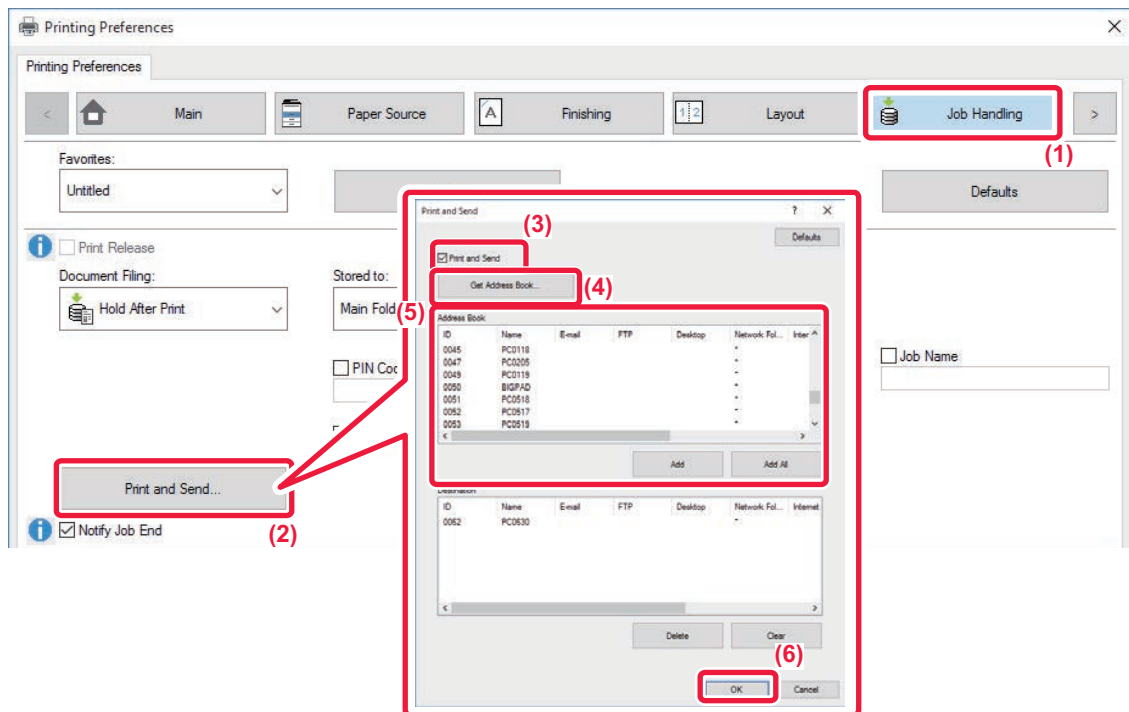 Printing Preferences
Printing Preferences
< Main Paper Source Finishing Layout Job Handling >
(1)
Favorites:
Untitled
Defaults
Print Release
Document Filing:
Hold After Print
Stored to:
Main Fold
PIN Coc
Job Name
Print and Send...
(2)
Notify Job End
Print and Send ?
Defaults
(3)
Print and Send
Get Address Book...
(4)
(5)
Address Book
ID Name E-mail FTP Desktop Network Fol... Inter
0045 PC0118 *
0047 PC0205 *
0049 PC0119 *
0050 BIGPAD *
0051 PC0518 *
0052 PC0517 *
0053 PC0519 *
Add Add All
Destination
ID Name E-mail FTP Desktop Network Fol... Internet
0062 PC0630 *
Delete Clear
(6)
OK Cancel